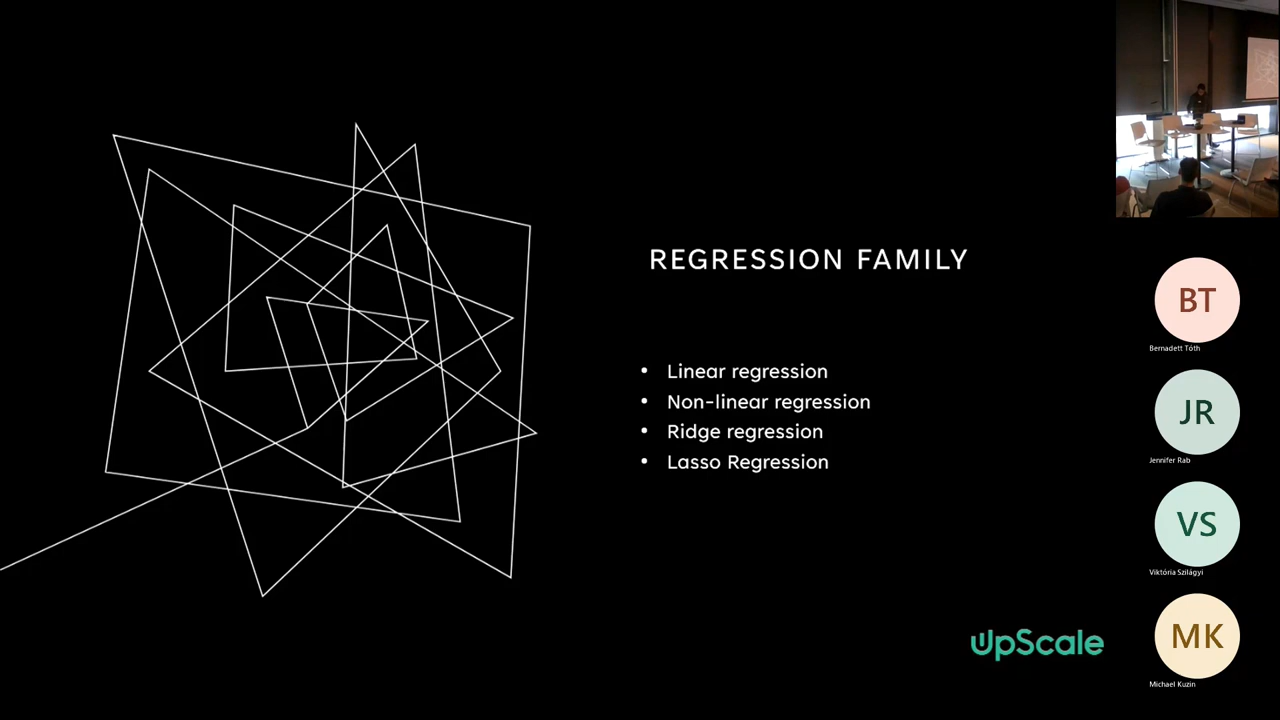 REGRESSION FAMILY
• Linear regression
• Non-linear regression
• Ridge regression
• Lasso Regression
UpScale
BT
Bernadett Tóth
JR
Jennifer Rab
VS
Viktória Szilágyi
MK
Michael Kuzin